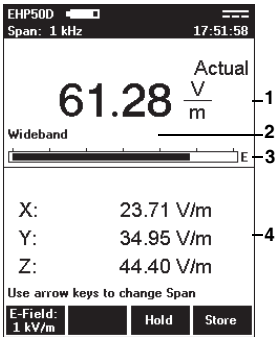 EHP50D
Span: 1 kHz 17:51:58
Actual
61.28 V/m
1
Wideband
2
E
3
X: 23.71 V/m
Y: 34.95 V/m
4
Z: 44.40 V/m
Use arrow keys to change Span
E-Field: 1 kV/m Hold Store